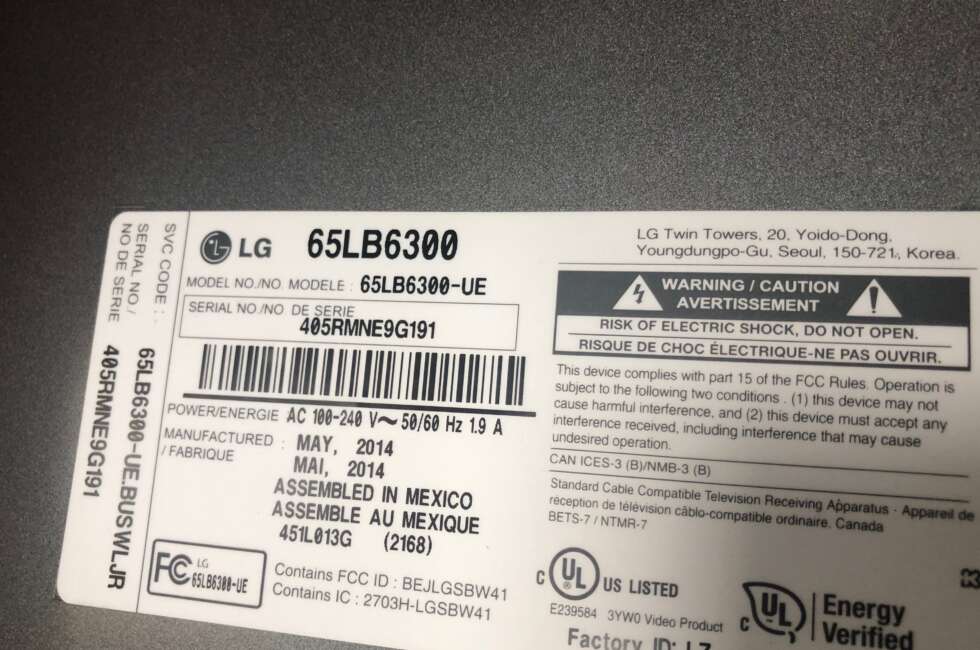 SVC CODE : 65LB6300-UE.BUSWLJR
SERIAL NO./
NO DE SERIE 405RMNE9G191
LG 65LB6300
MODEL NO./NO. MODELE : 65LB6300-UE
SERIAL NO./NO DE SERIE
405RMNE9G191
POWER/ENERGIE AC 100-240 V~ 50/60 Hz 1.9 A
MANUFACTURED : MAY, 2014
/ FABRIQUE MAI, 2014
ASSEMBLED IN MEXICO
ASSEMBLE AU MEXIQUE
451L013G (2168)
FC LG
65LB6300-UE
Contains FCC ID : BEJLGSBW41
Contains IC : 2703H-LGSBW41
LG Twin Towers, 20, Yoido-Dong,
Youngdungpo-Gu, Seoul, 150-721, Korea.
WARNING / CAUTION
AVERTISSEMENT
RISK OF ELECTRIC SHOCK, DO NOT OPEN.
RISQUE DE CHOC ÉLECTRIQUE-NE PAS OUVRIR.
This device complies with part 15 of the FCC Rules. Operation is
subject to the following two conditions . (1) this device may not
cause harmful interference, and (2) this device must accept any
interference received, including interference that may cause
undesired operation.
CAN ICES-3 (B)/NMB-3 (B)
Standard Cable Compatible Television Receiving Apparatus - Appareil de
réception de télévision câblo-compatible ordinaire. Canada
BETS-7 / NTMR-7
C UL US LISTED
E239584 3YW0 Video Product
C UL Energy
Verified
Factory ID: